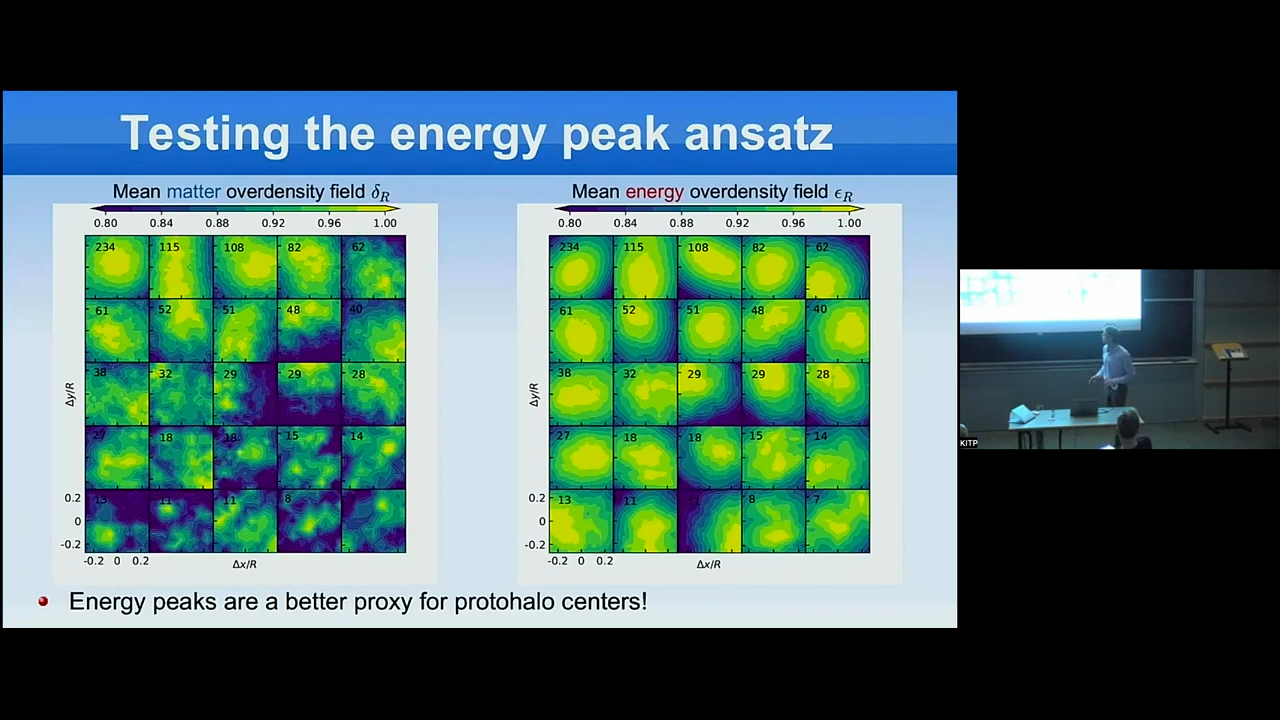 Testing the energy peak ansatz
Mean matter overdensity field δ_R
0.80 0.84 0.88 0.92 0.96 1.00
234 115 108 82 62
61 52 51 48 40
38 32 29 29 28
27 18 18 15 14
13 11 11 8
Δy/R
0.2
0
-0.2
-0.2 0 0.2
Δx/R
Mean energy overdensity field ϵ_R
0.80 0.84 0.88 0.92 0.96 1.00
234 115 108 82 62
61 52 51 48 40
38 32 29 29 28
27 18 18 15 14
13 11 8 7
Δy/R
0.2
0
-0.2
-0.2 0 0.2
Δx/R
Energy peaks are a better proxy for protohalo centers!
KITP